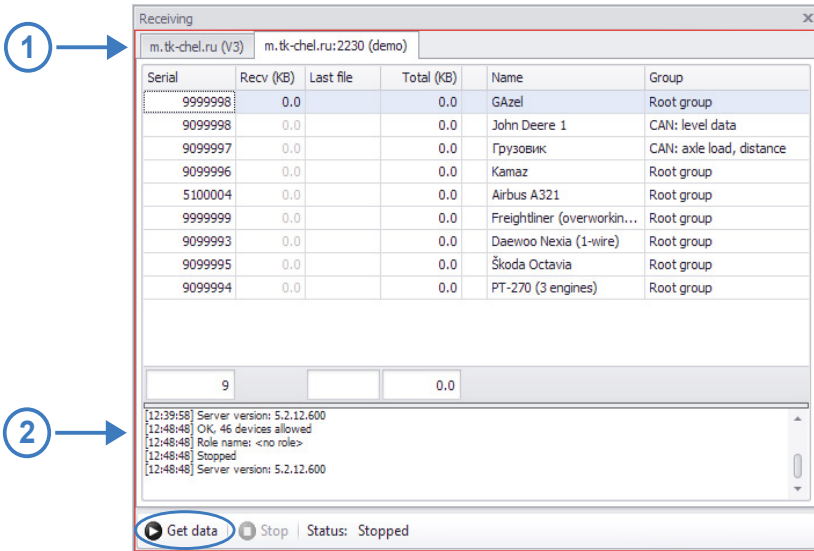 Receiving
1
m.tk-chel.ru (V3) m.tk-chel.ru:2230 (demo)
Serial Recv (KB) Last file Total (KB) Name Group
9999998 0.0 0.0 GAzel Root group
9099998 0.0 0.0 John Deere 1 CAN: level data
9099997 0.0 0.0 Грузовик CAN: axle load, distance
9099996 0.0 0.0 Kamaz Root group
5100004 0.0 0.0 Airbus A321 Root group
9999999 0.0 0.0 Freightliner (overworkin... Root group
9099993 0.0 0.0 Daewoo Nexia (1-wire) Root group
9099995 0.0 0.0 Škoda Octavia Root group
9099994 0.0 0.0 PT-270 (3 engines) Root group
9 0.0
2
[12:39:58] Server version: 5.2.12.600
[12:48:48] OK, 46 devices allowed
[12:48:48] Role name: <no role>
[12:48:48] Stopped
[12:48:48] Server version: 5.2.12.600
Get data Stop Status: Stopped